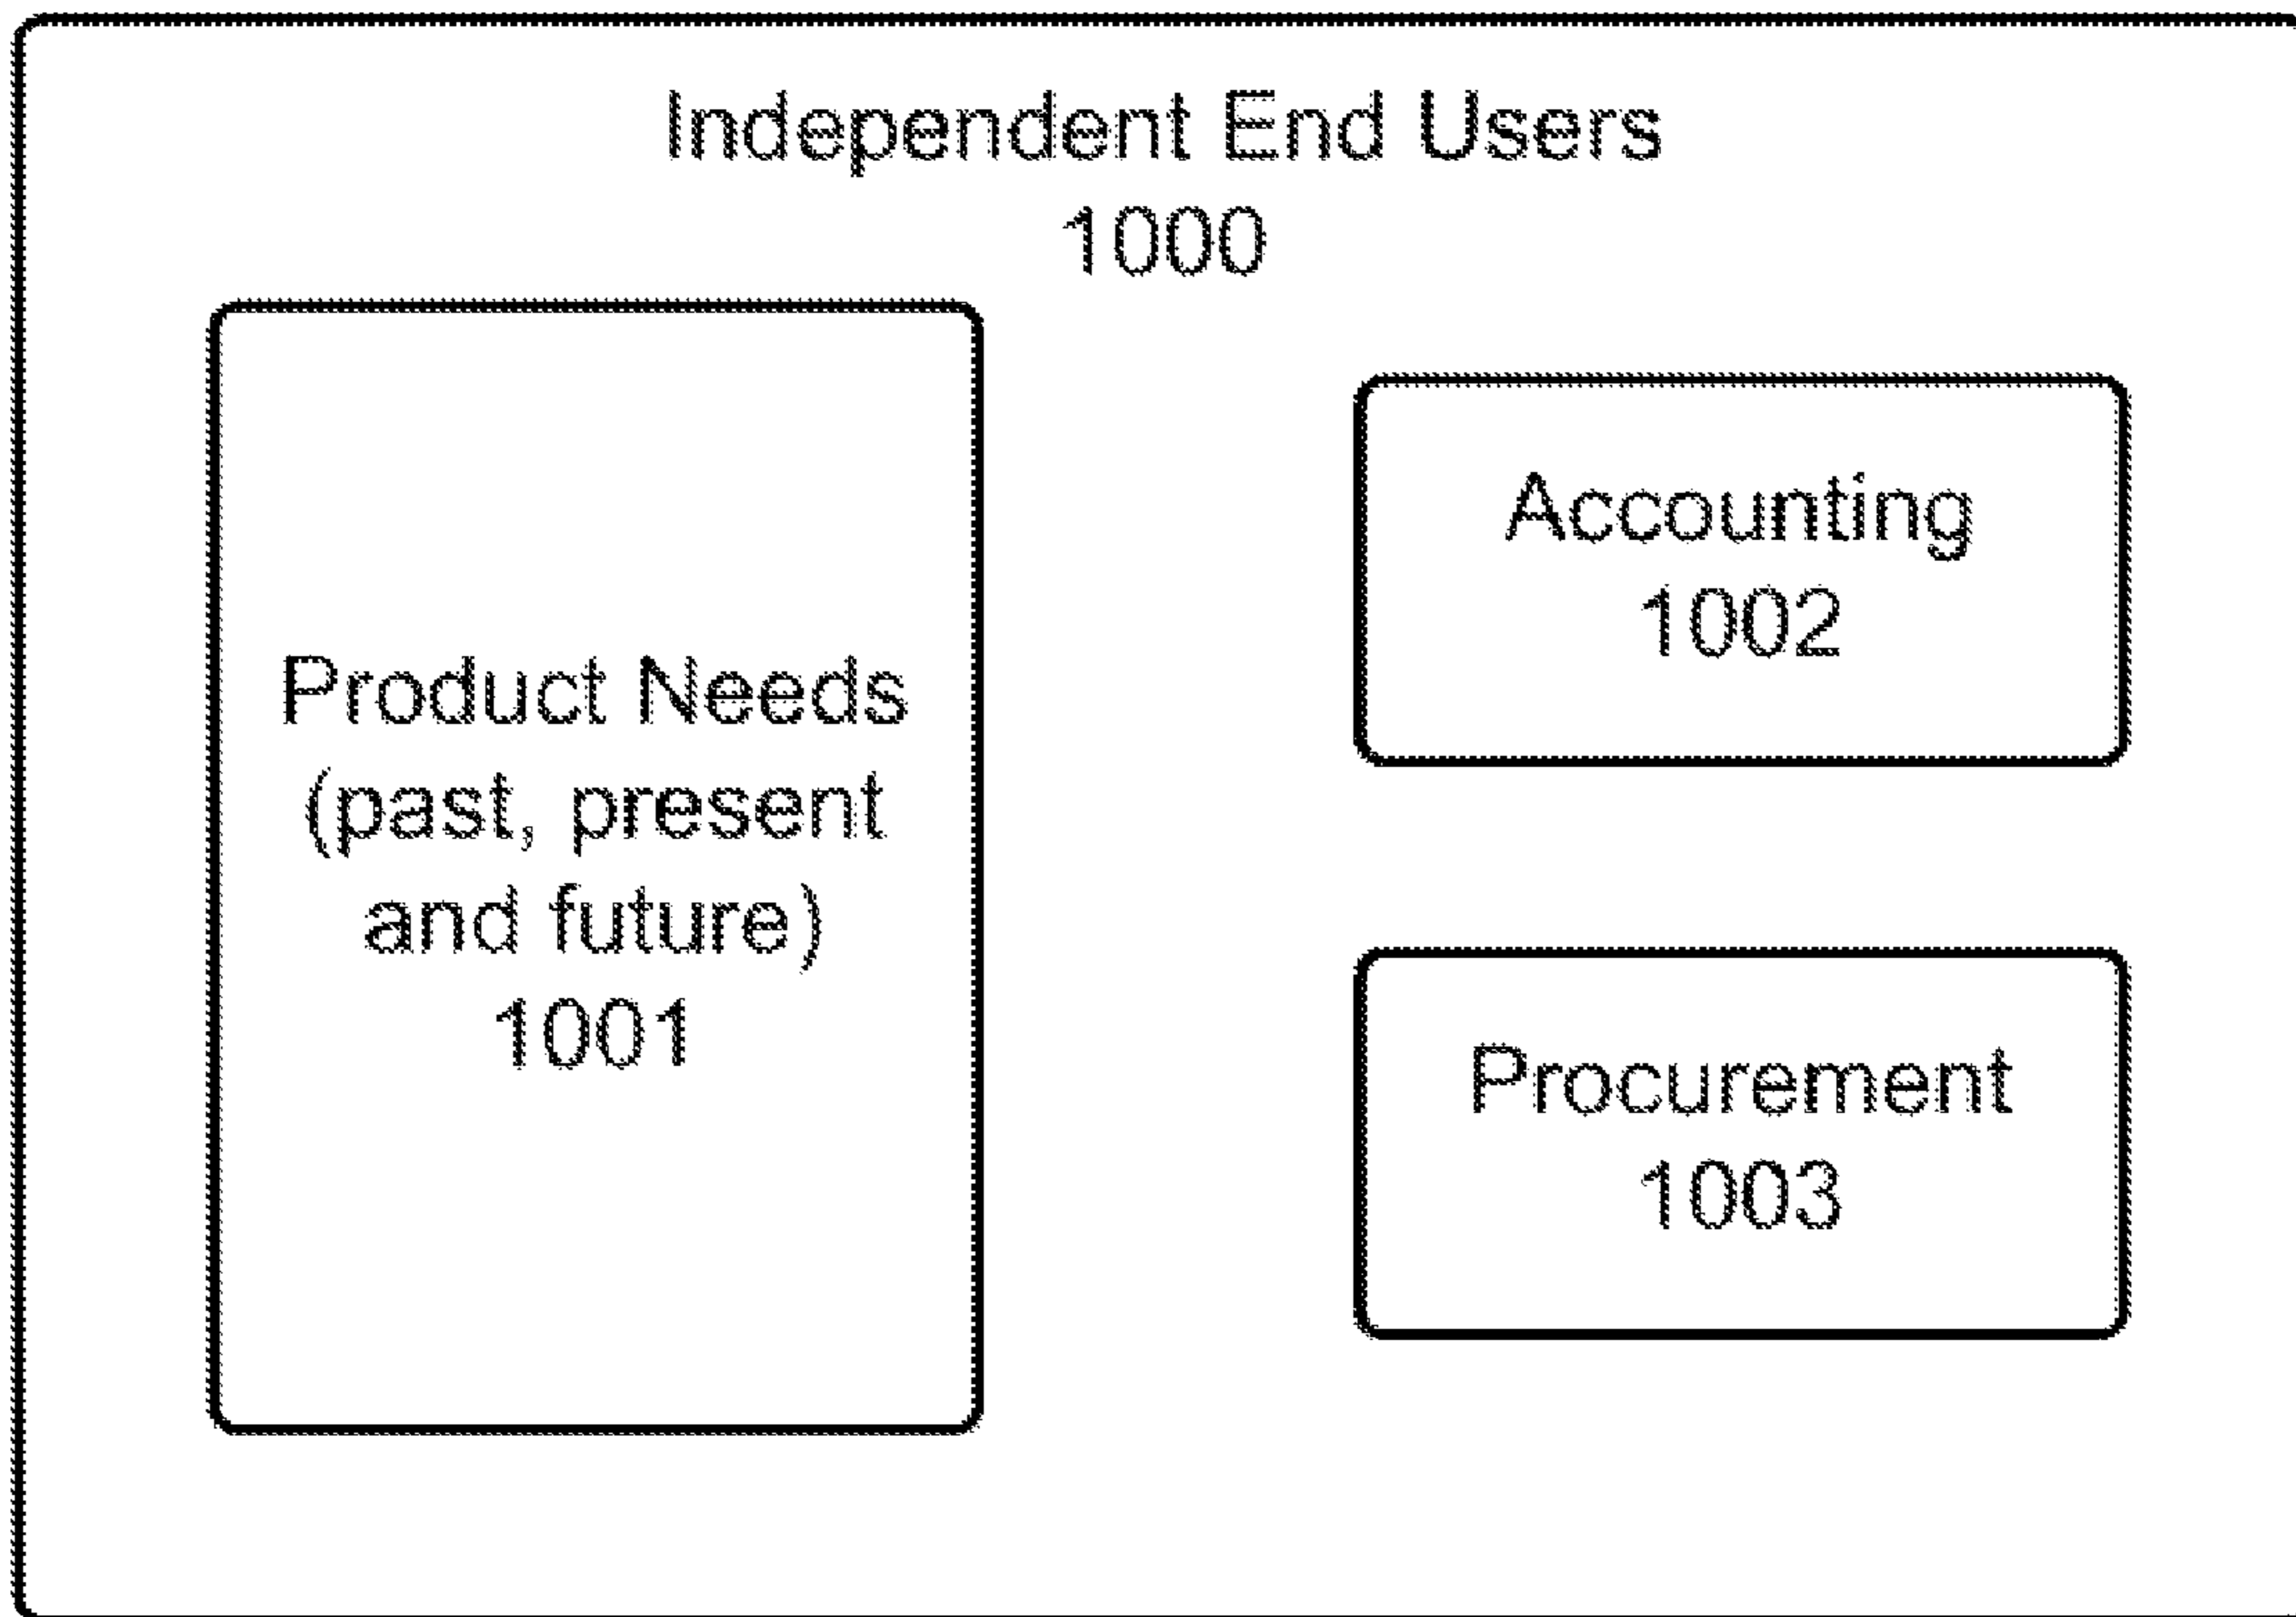 Independent End Users
1000
Product Needs
(past, present
and future)
1001
Accounting
1002
Procurement
1003